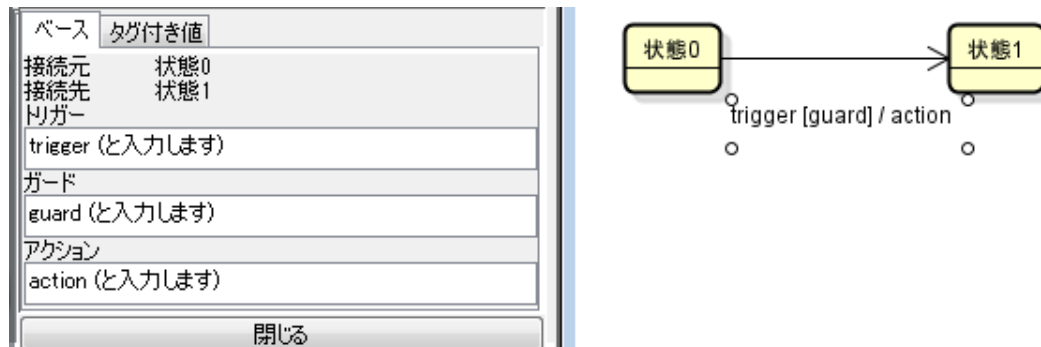 ベース タグ付き値
接続元 状態0
接続先 状態1
トリガー
trigger (と入力します)
ガード
guard (と入力します)
アクション
action (と入力します)
閉じる
状態0 状態1
trigger [guard] / action